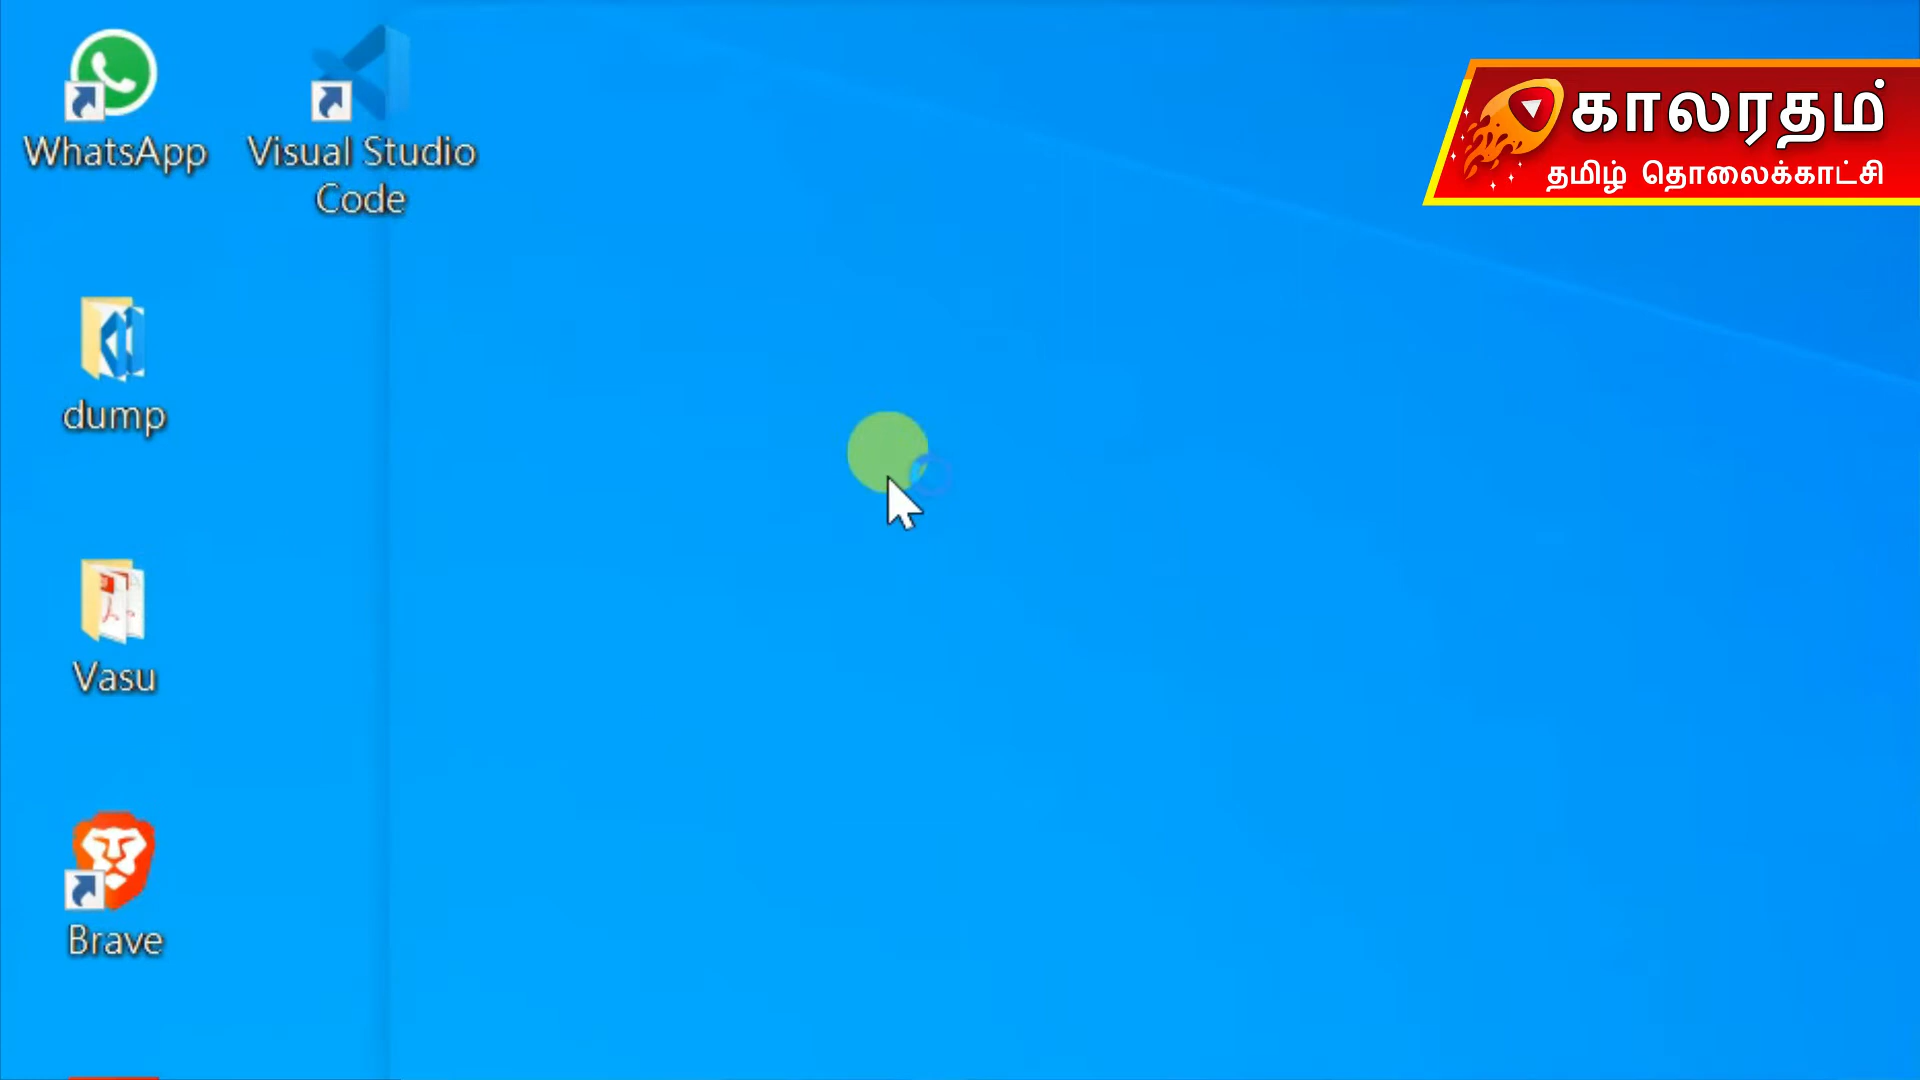 WhatsApp
Visual Studio
Code
காலரதம்
தமிழ் தொலைக்காட்சி
dump
Vasu
Brave